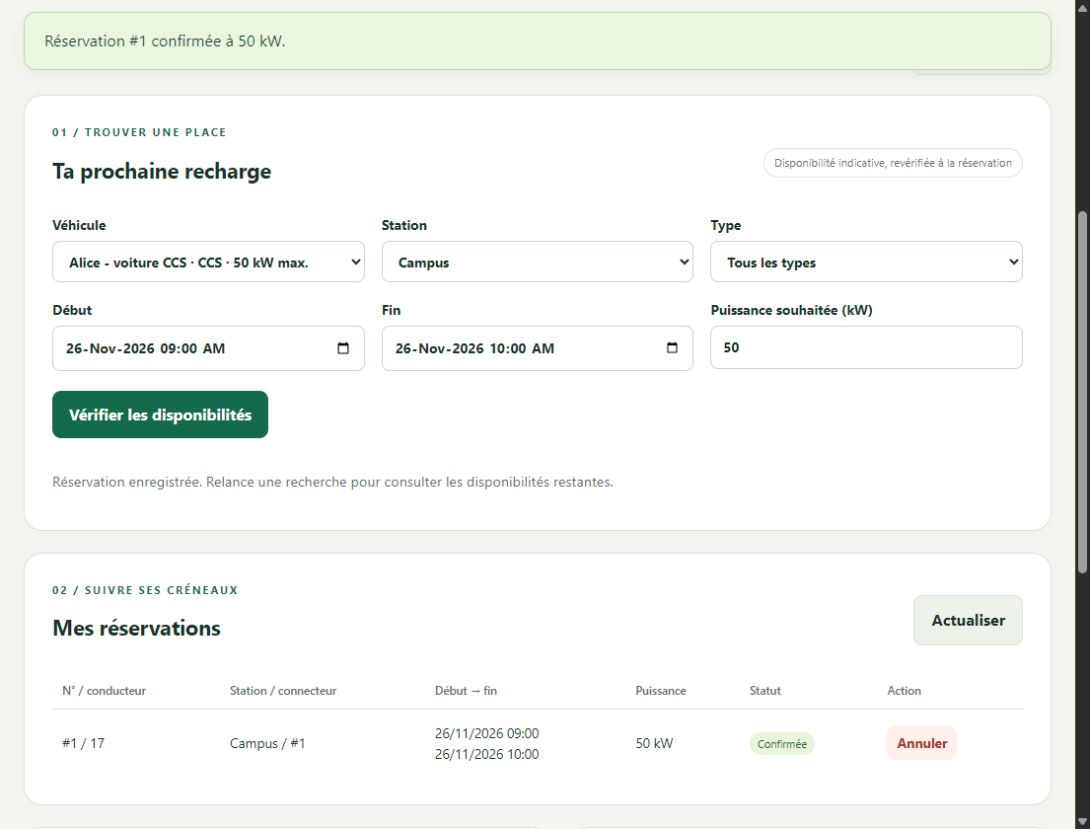 Réservation #1 confirmée à 50 kW.
01 / TROUVER UNE PLACE
Ta prochaine recharge
Disponibilité indicative, revérifiée à la réservation
Véhicule
Station
Type
Alice - voiture CCS · CCS · 50 kW max.
Campus
Tous les types
Début
Fin
Puissance souhaitée (kW)
26-Nov-2026 09:00 AM
26-Nov-2026 10:00 AM
50
Vérifier les disponibilités
Réservation enregistrée. Relance une recherche pour consulter les disponibilités restantes.
02 / SUIVRE SES CRÉNEAUX
Mes réservations
Actualiser
N° / conducteur
Station / connecteur
Début → fin
Puissance
Statut
Action
#1 / 17
Campus / #1
26/11/2026 09:00
26/11/2026 10:00
50 kW
Confirmée
Annuler